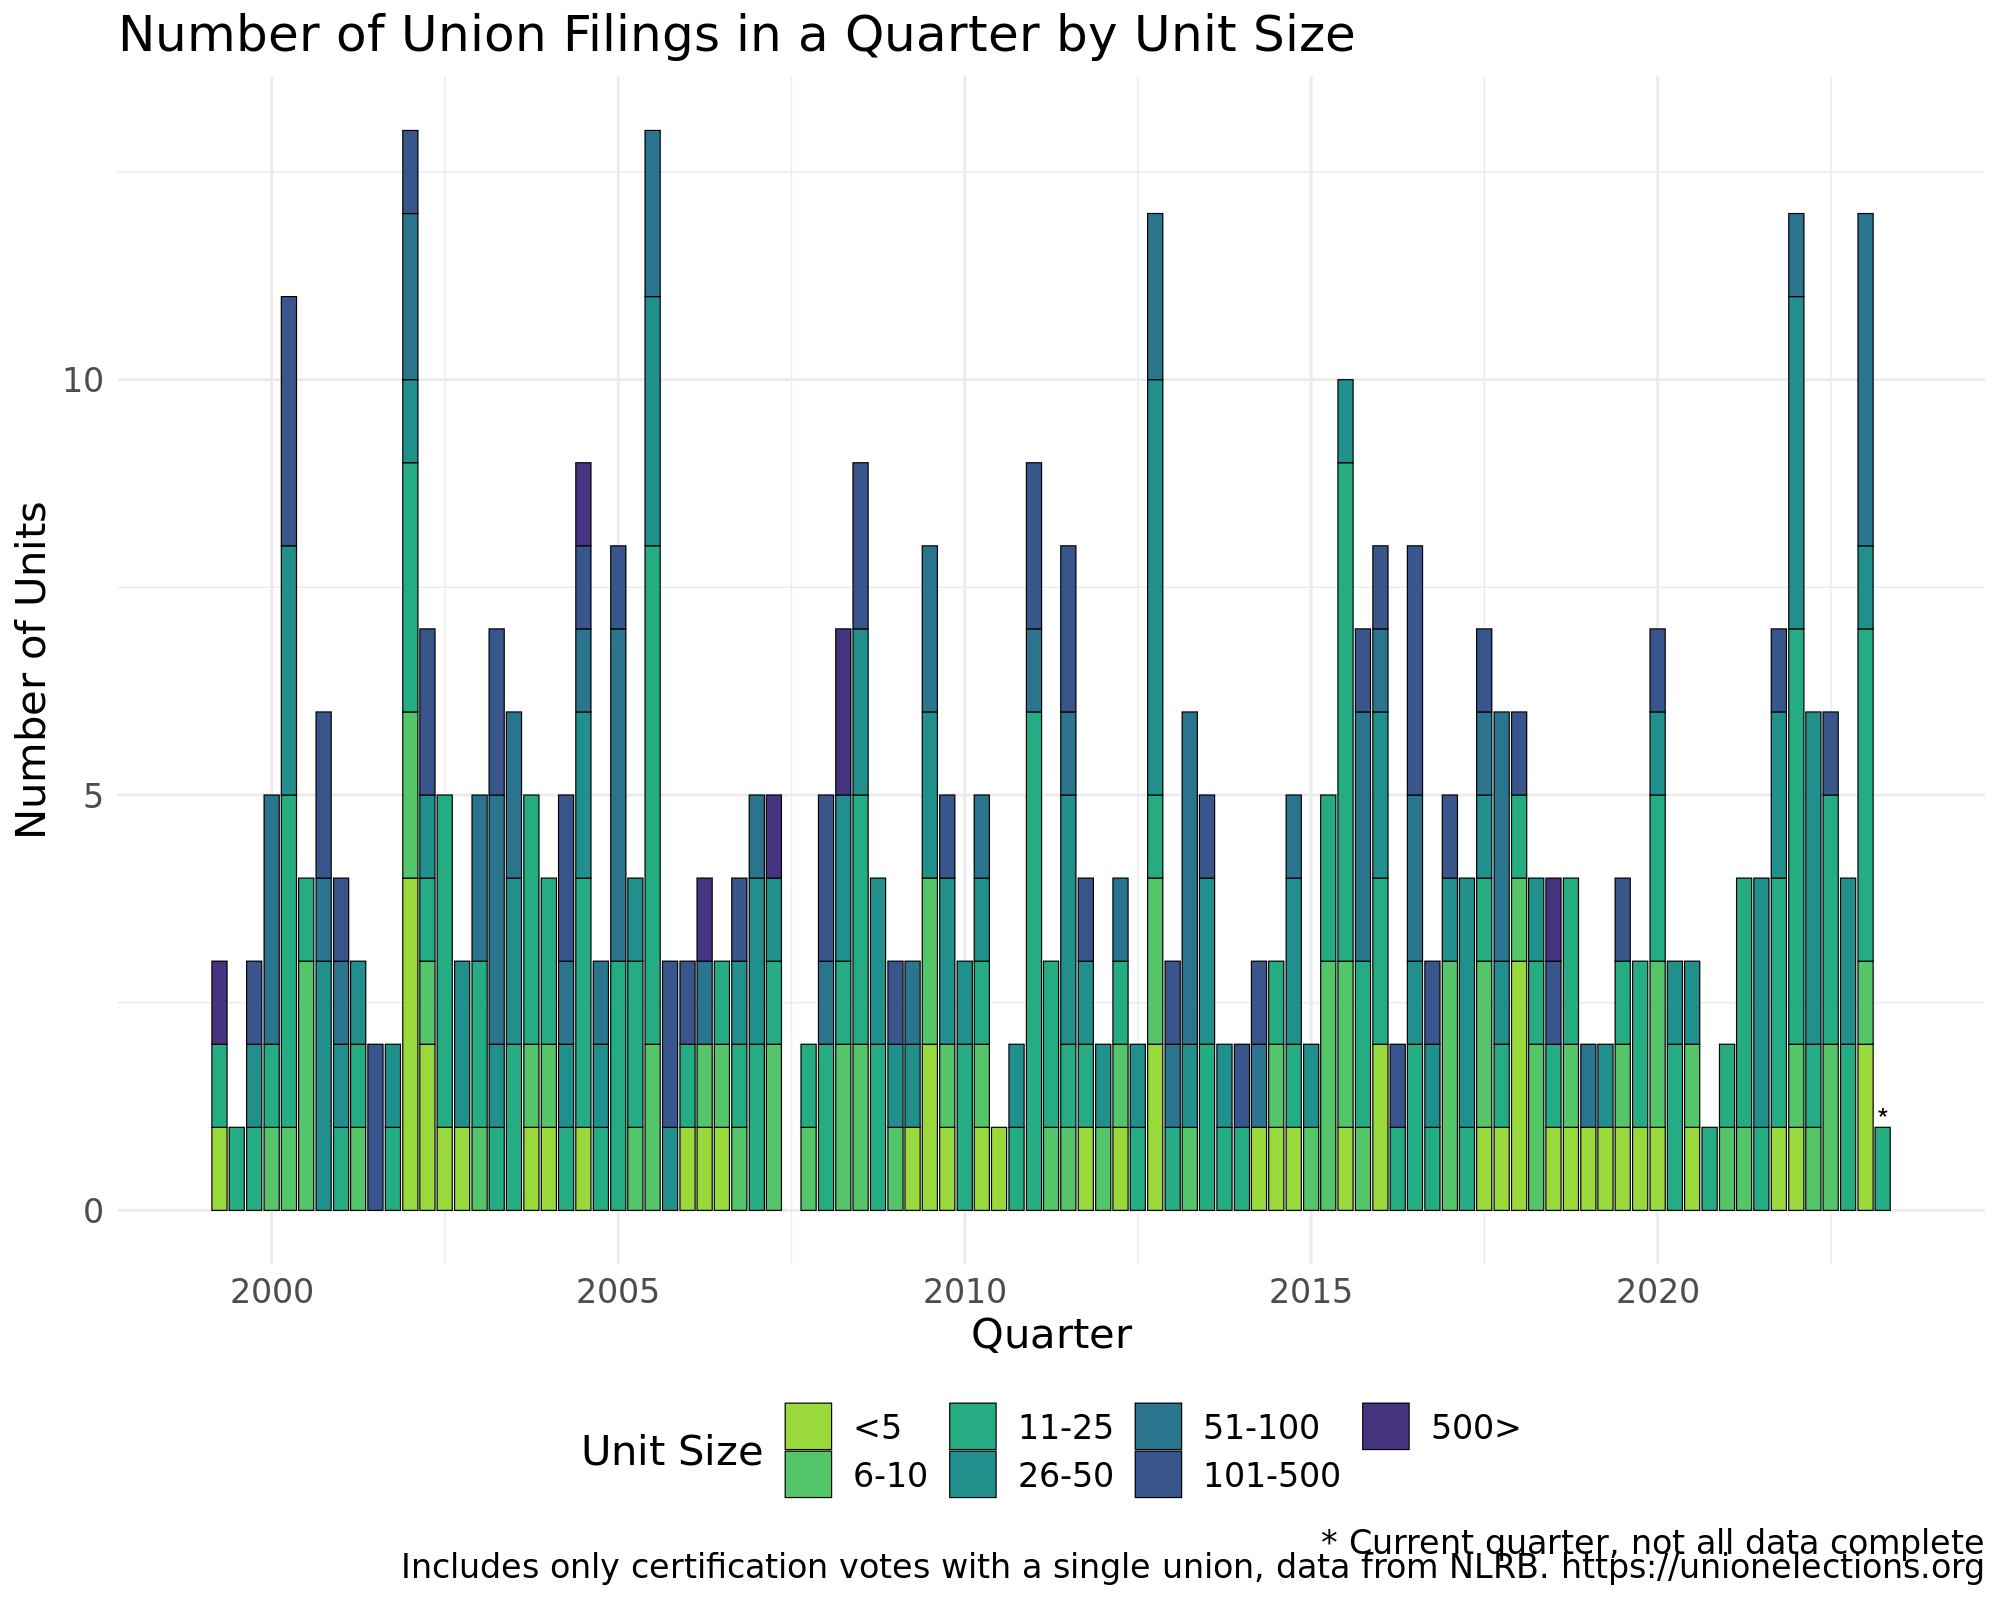 Number of Union Filings in a Quarter by Unit Size
Number of Units
10
5
0
*
2000 2005 2010 2015 2020
Quarter
Unit Size
<5 11-25 51-100 500>
6-10 26-50 101-500
* Current quarter, not all data complete
Includes only certification votes with a single union, data from NLRB. https://unionelections.org